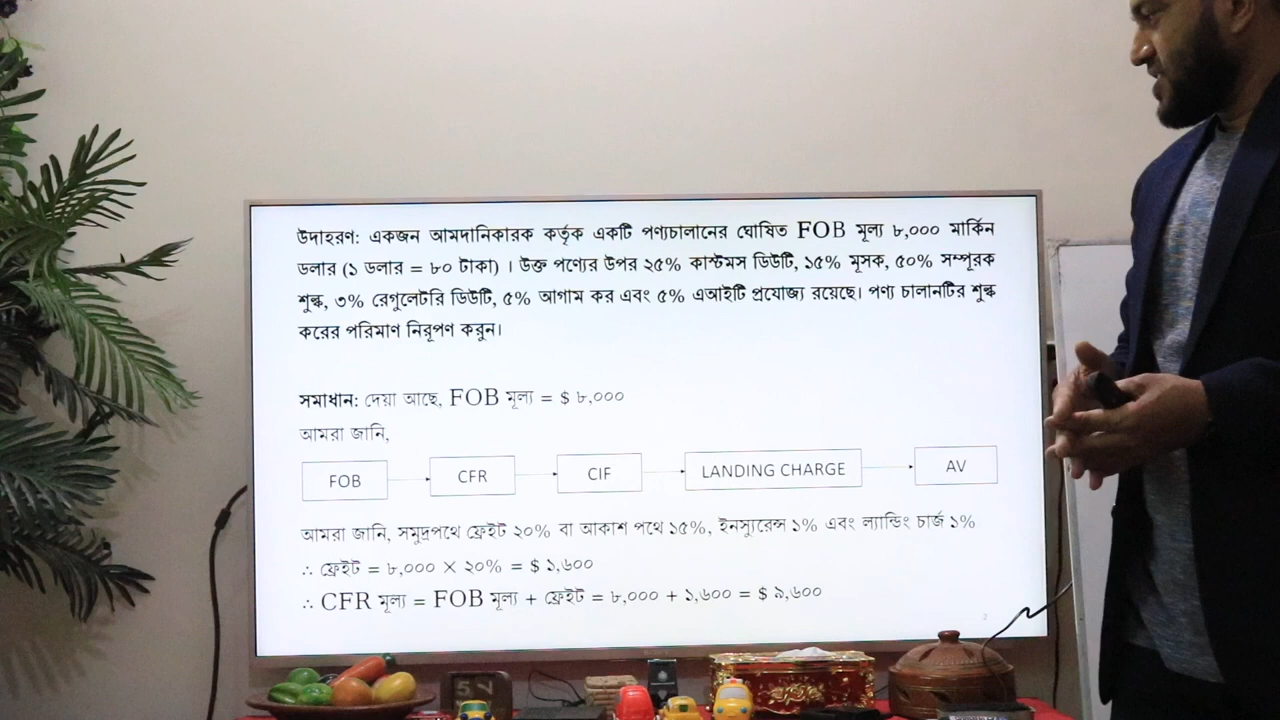 উদাহরণ: একজন আমদানিকারক কর্তৃক একটি পণ্যচালানের ঘোষিত FOB মূল্য ৮,০০০ মার্কিন
ডলার (১ ডলার = ৮০ টাকা) । উক্ত পণ্যের উপর ২৫% কাস্টমস ডিউটি, ১৫% মূসক, ৫০% সম্পূরক
শুল্ক, ৩% রেগুলেটরি ডিউটি, ৫% আগাম কর এবং ৫% এআইটি প্রযোজ্য রয়েছে। পণ্য চালানটির শুল্ক
করের পরিমাণ নিরূপণ করুন।
সমাধান: দেয়া আছে, FOB মূল্য = $ ৮,০০০
আমরা জানি,
FOB CFR CIF LANDING CHARGE AV
আমরা জানি, সমুদ্রপথে ফ্রেইট ২০% বা আকাশ পথে ১৫%, ইনস্যুরেন্স ১% এবং ল্যান্ডিং চার্জ ১%
∴ ফ্রেইট = ৮,০০০ × ২০% = $ ১,৬০০
∴ CFR মূল্য = FOB মূল্য + ফ্রেইট = ৮,০০০ + ১,৬০০ = $ ৯,৬০০